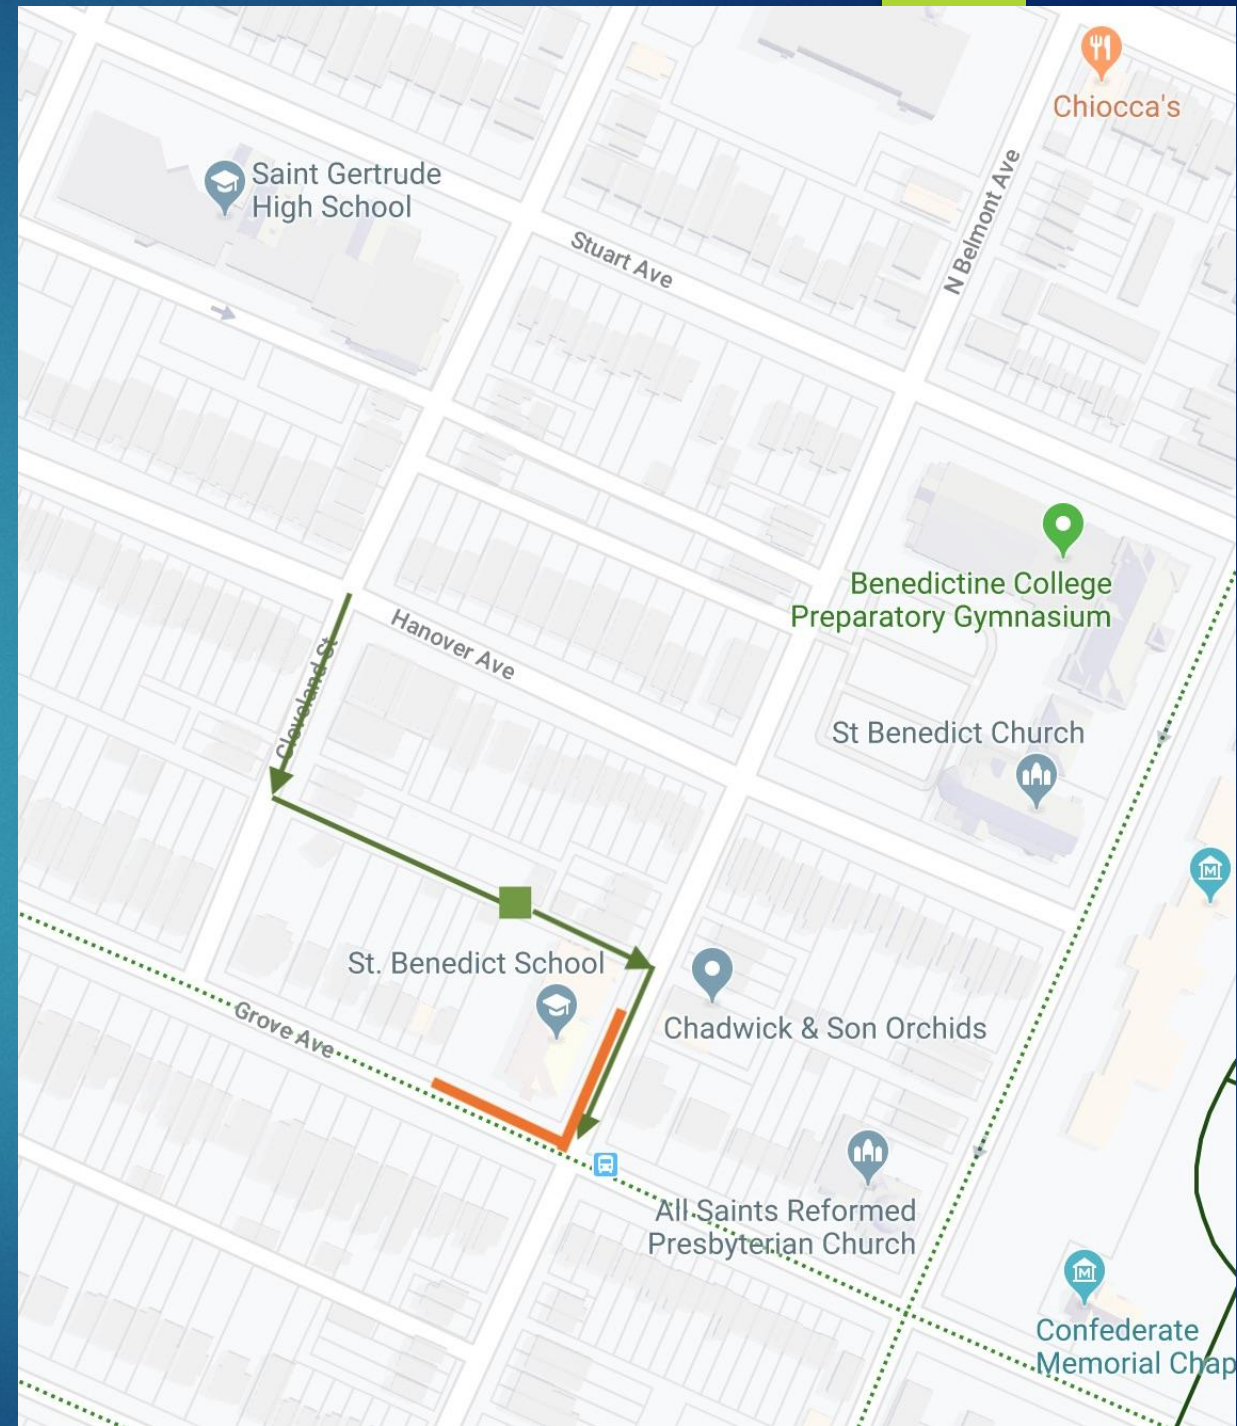 Chiocca's
Saint Gertrude
High School
Stuart Ave
N Belmont Ave
Benedictine College
Preparatory Gymnasium
Hanover Ave
Cleveland St
St Benedict Church
St. Benedict School
Grove Ave
Chadwick & Son Orchids
All Saints Reformed
Presbyterian Church
Confederate
Memorial Chap